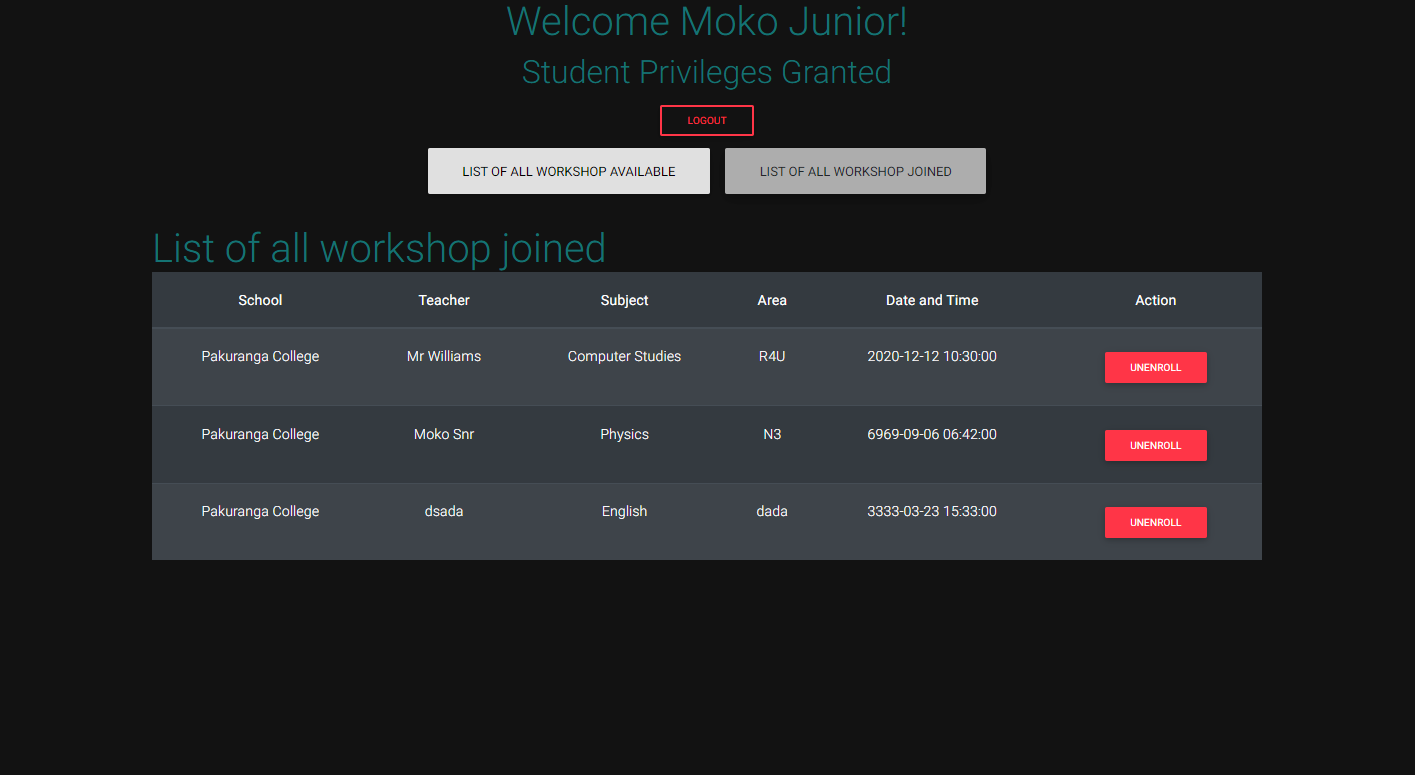 Welcome Moko Junior!
Student Privileges Granted
LOGOUT
LIST OF ALL WORKSHOP AVAILABLE LIST OF ALL WORKSHOP JOINED
List of all workshop joined
School Teacher Subject Area Date and Time Action
Pakuranga College Mr Williams Computer Studies R4U 2020-12-12 10:30:00 UNENROLL
Pakuranga College Moko Snr Physics N3 6969-09-06 06:42:00 UNENROLL
Pakuranga College dsada English dada 3333-03-23 15:33:00 UNENROLL